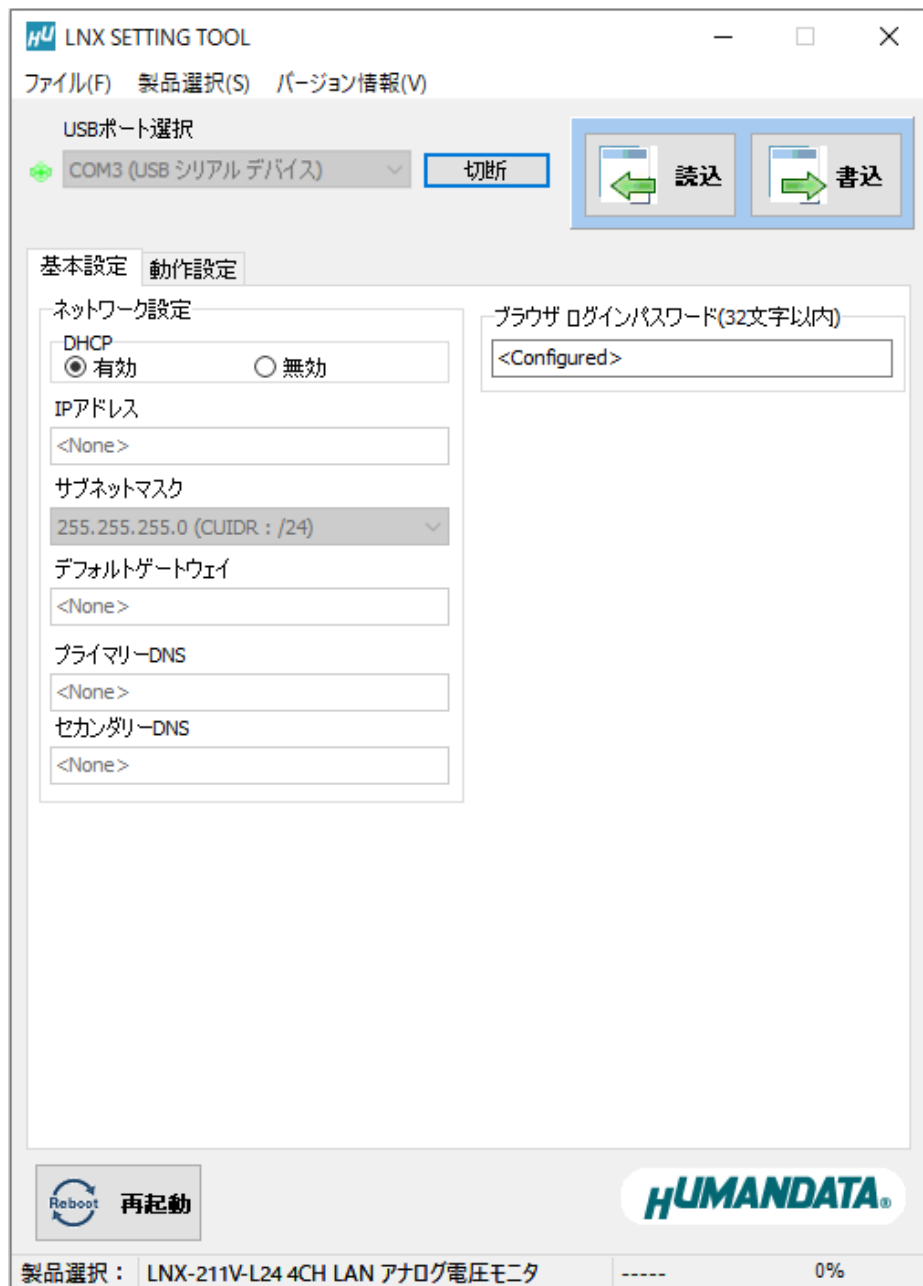 HU LNX SETTING TOOL
ファイル(F) 製品選択(S) バージョン情報(V)
USBポート選択
COM3 (USB シリアル デバイス)
切断
読込
書込
基本設定
動作設定
ネットワーク設定
DHCP
有効
無効
IPアドレス
<None>
サブネットマスク
255.255.255.0 (CUIDR : /24)
デフォルトゲートウェイ
<None>
プライマリーDNS
<None>
セカンダリーDNS
<None>
ブラウザ ログインパスワード(32文字以内)
<Configured>
Reboot 再起動
HUMANDATA®
製品選択： LNX-211V-L24 4CH LAN アナログ電圧モニタ ----- 0%